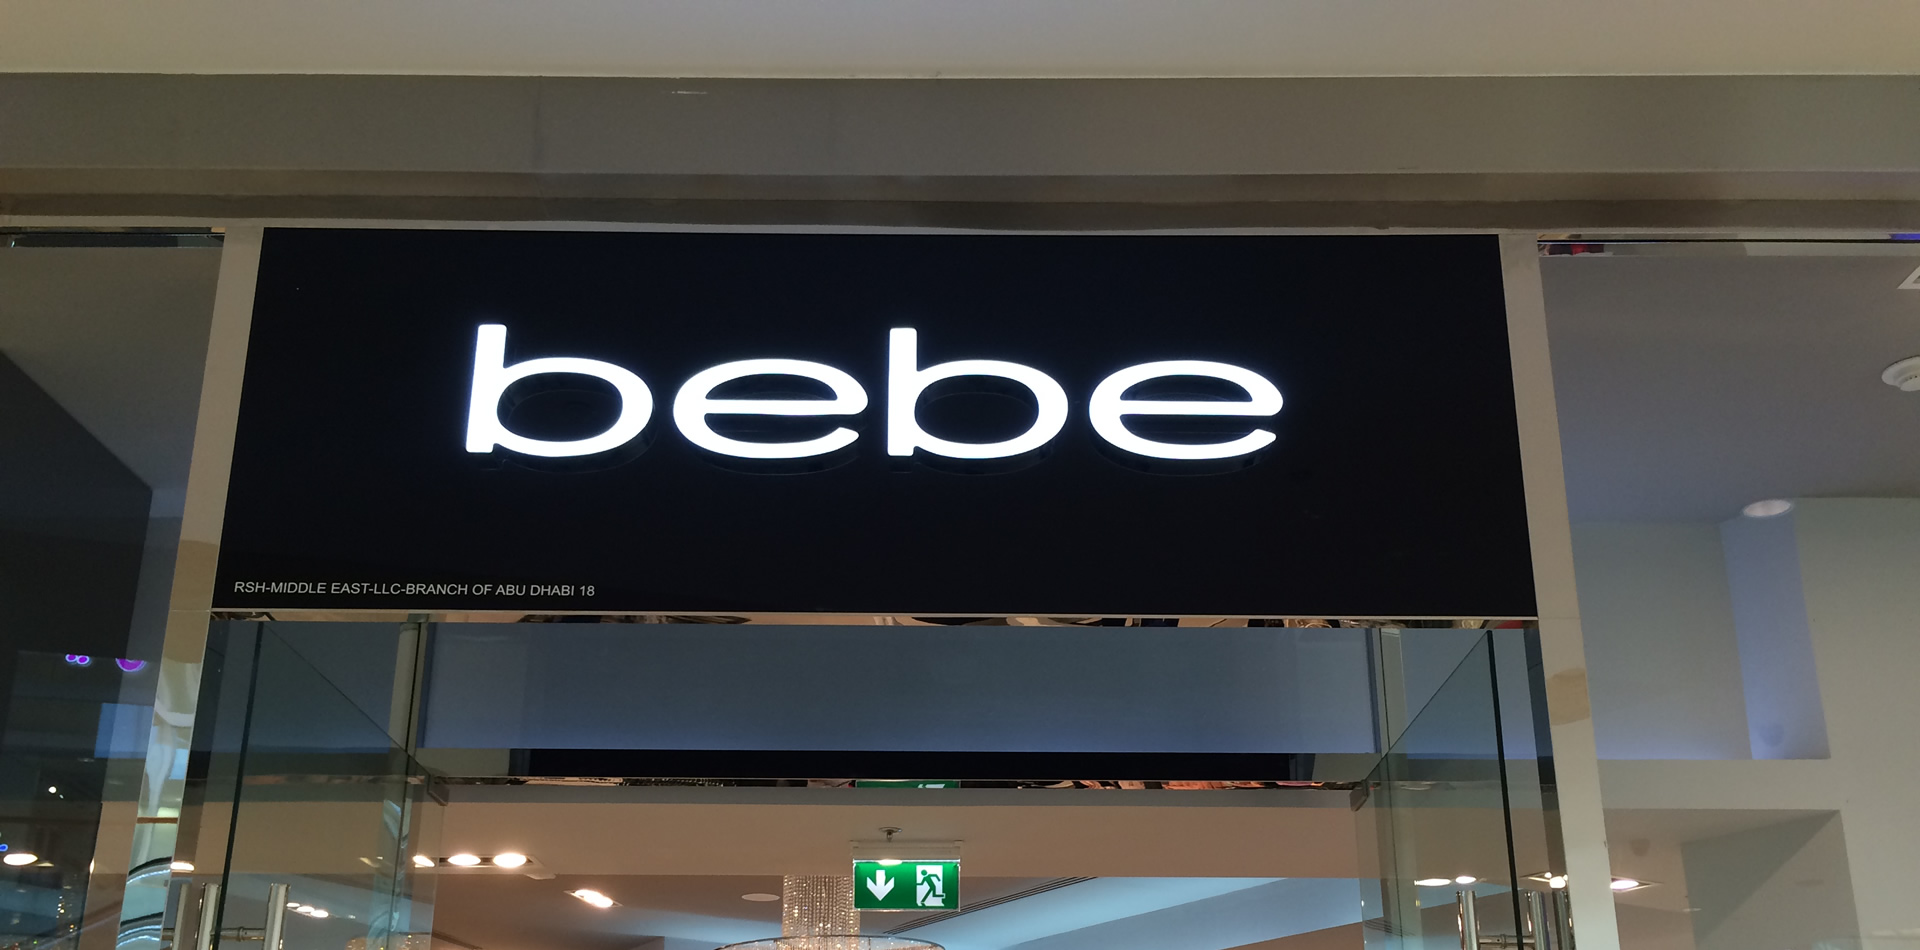 bebe
RSH-MIDDLE EAST-LLC-BRANCH OF ABU DHABI 18